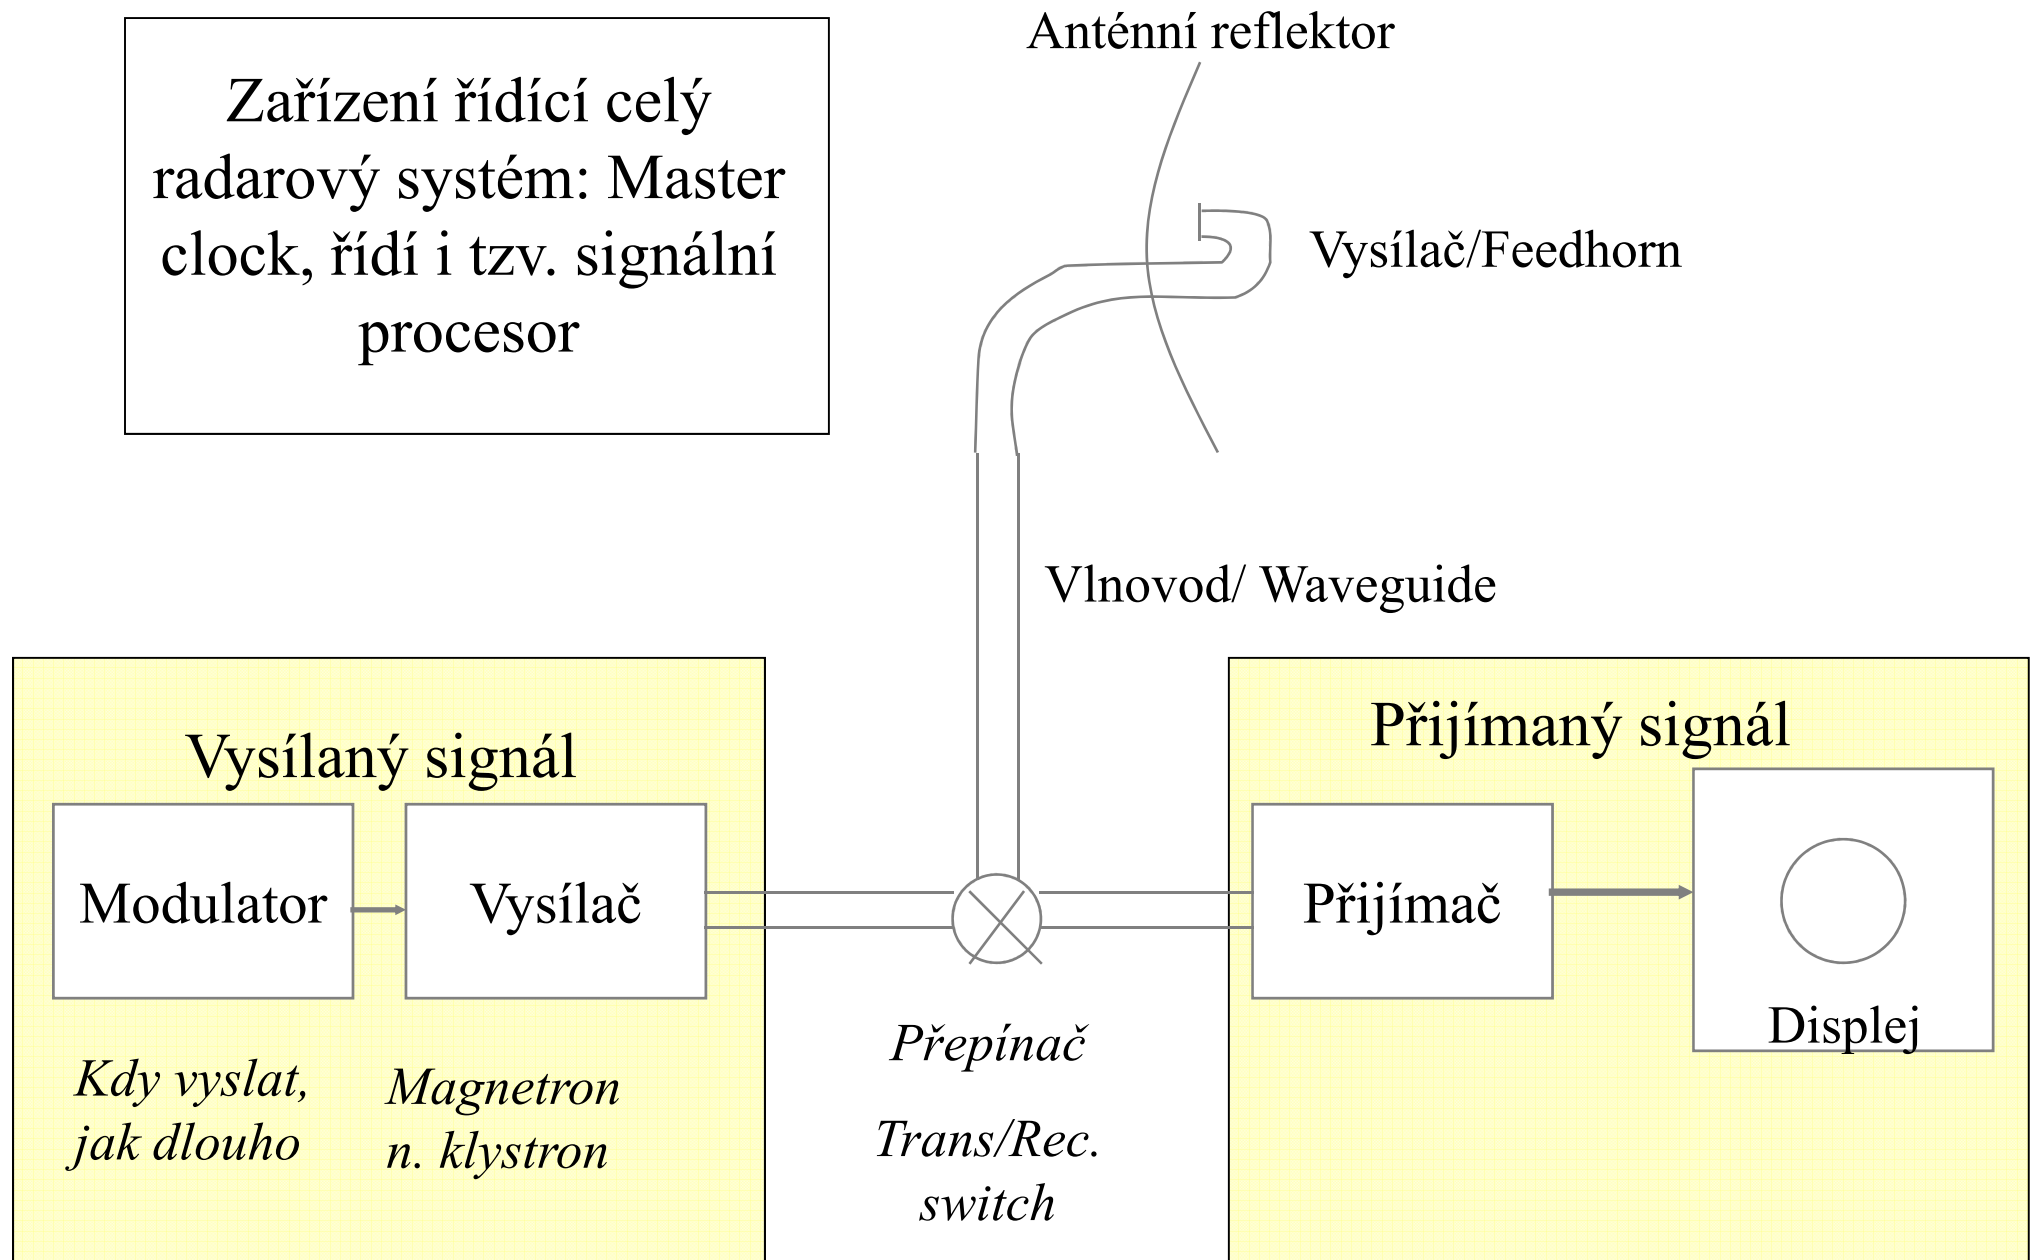 Zařízení řídící celý
radarový systém: Master
clock, řídí i tzv. signální
procesor
Anténní reflektor
Vysílač/Feedhorn
Vlnovod/ Waveguide
Vysílaný signál
Modulator
Vysílač
Kdy vyslat,
jak dlouho
Magnetron
n. klystron
Přepínač
Trans/Rec.
switch
Přijímaný signál
Přijímač
Displej